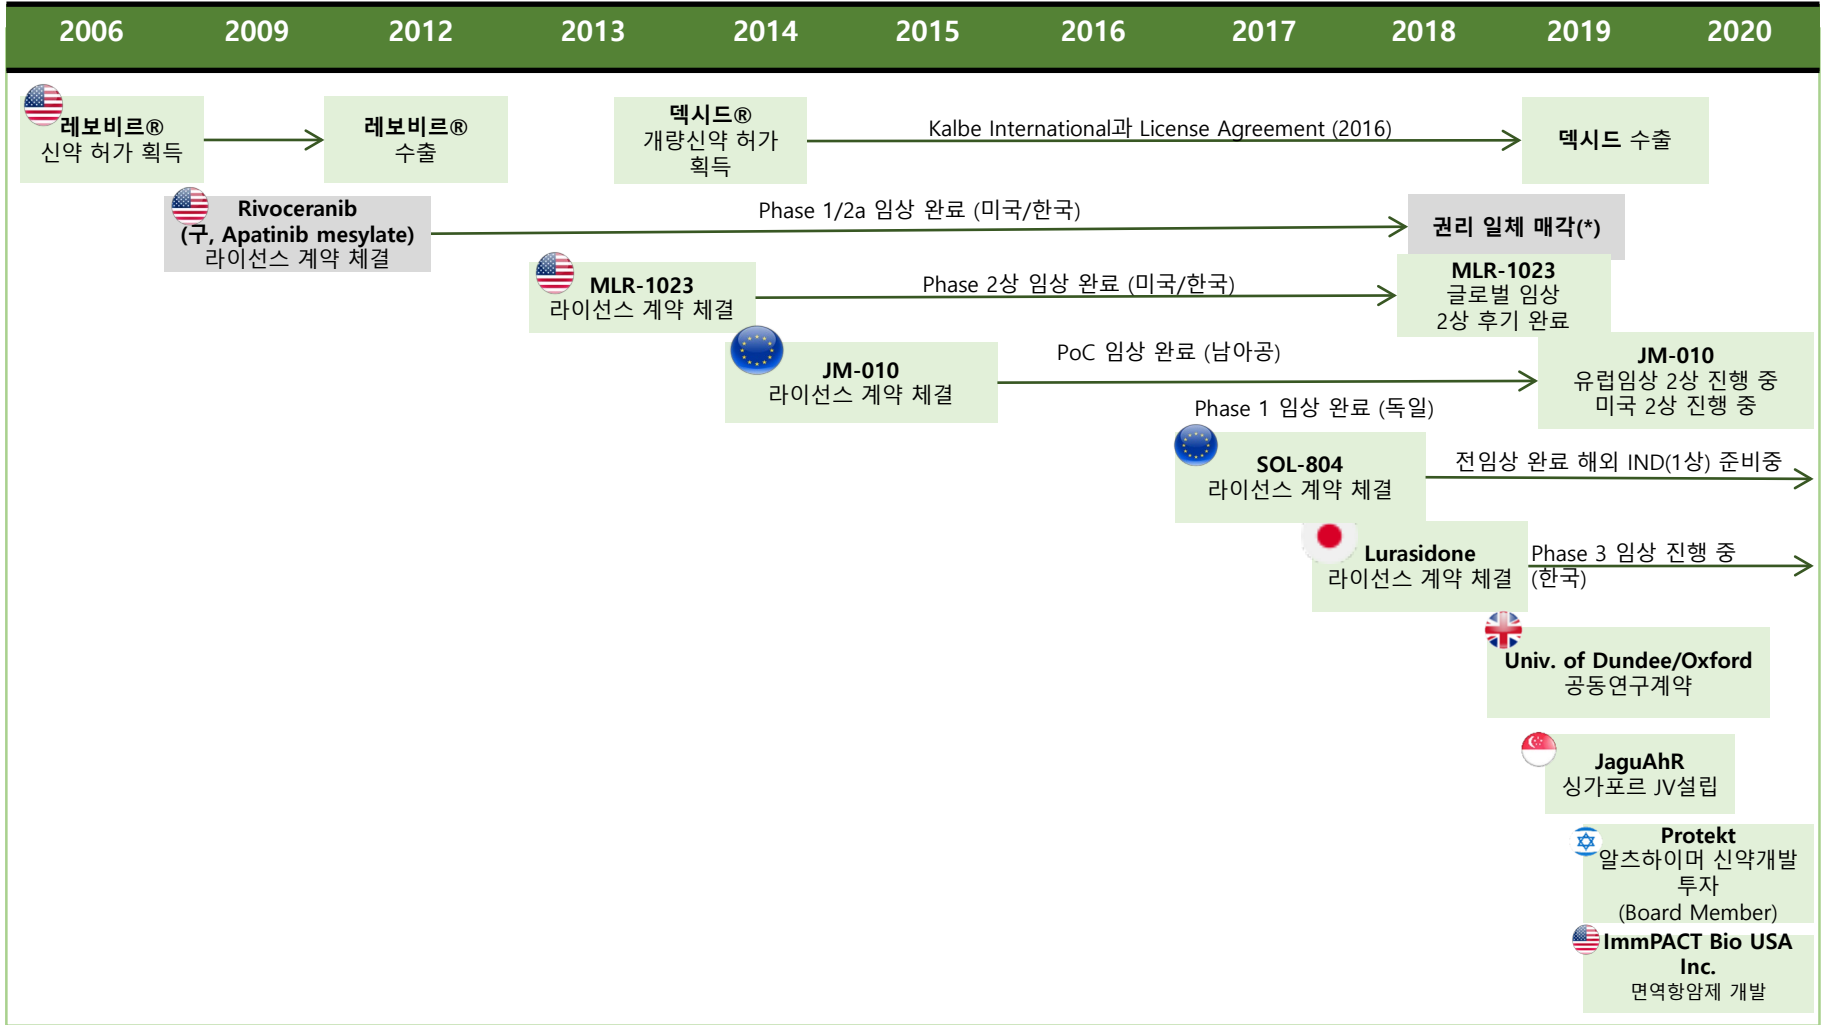 2006 2009 2012 2013 2014 2015 2016 2017 2018 2019 2020
레보비르®
신약 허가 획득
레보비르®
수출
덱시드®
개량신약 허가
획득
Kalbe International과 License Agreement (2016)
덱시드 수출
Rivoceranib
(구, Apatinib mesylate)
라이선스 계약 체결
Phase 1/2a 임상 완료 (미국/한국)
권리 일체 매각(*)
MLR-1023
라이선스 계약 체결
Phase 2상 임상 완료 (미국/한국)
MLR-1023
글로벌 임상
2상 후기 완료
JM-010
라이선스 계약 체결
PoC 임상 완료 (남아공)
JM-010
유럽임상 2상 진행 중
미국 2상 진행 중
Phase 1 임상 완료 (독일)
SOL-804
라이선스 계약 체결
전임상 완료 해외 IND(1상) 준비중
Lurasidone
라이선스 계약 체결
Phase 3 임상 진행 중
(한국)
Univ. of Dundee/Oxford
공동연구계약
JaguAhR
싱가포르 JV설립
Protekt
알츠하이머 신약개발
투자
(Board Member)
ImmPACT Bio USA
Inc.
면역항암제 개발